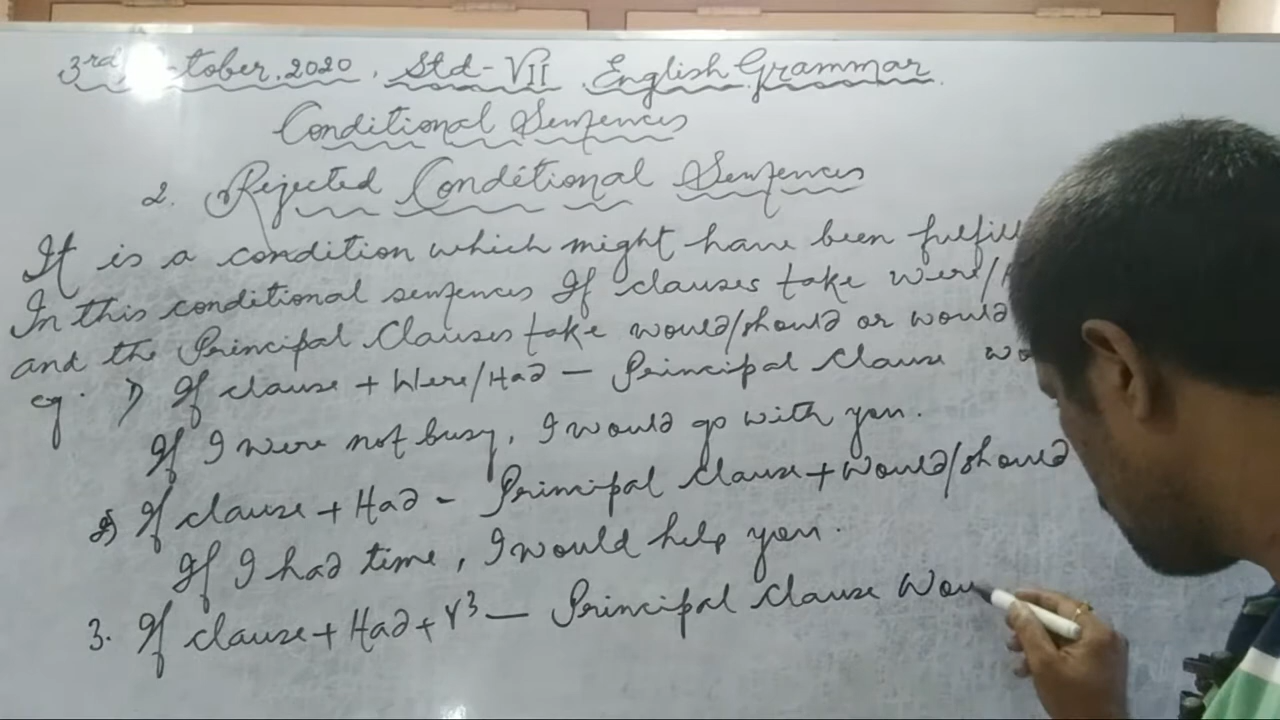 3rd October, 2020, Std-VII English Grammar
Conditional Sentences
2. Rejected Conditional Sentences
It is a condition which might have been
In this conditional sentences If clauses take were/
and the Principal Clauses take would/should or would
eg. 1) If clause + Were/Had - Principal clause
If I were not busy, I would go with you.
2) If clause + Had - Principal clause + would/should
If I had time, I would help you.
3. If clause + Had + V3 - Principal clause Wou